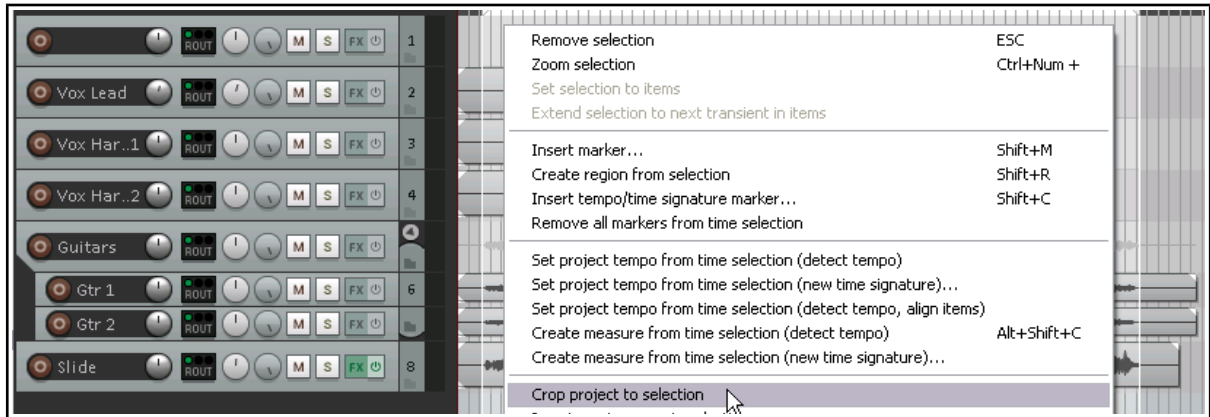 ROUT M S FX 1
Vox Lead ROUT M S FX 2
Vox Har..1 ROUT M S FX 3
Vox Har..2 ROUT M S FX 4
Guitars ROUT M S FX
Gtr 1 ROUT M S FX 6
Gtr 2 ROUT M S FX
Slide ROUT M S FX 8
Remove selection ESC
Zoom selection Ctrl+Num +
Set selection to items
Extend selection to next transient in items
Insert marker... Shift+M
Create region from selection Shift+R
Insert tempo/time signature marker... Shift+C
Remove all markers from time selection
Set project tempo from time selection (detect tempo)
Set project tempo from time selection (new time signature)...
Set project tempo from time selection (detect tempo, align items)
Create measure from time selection (detect tempo) Alt+Shift+C
Create measure from time selection (new time signature)...
Crop project to selection